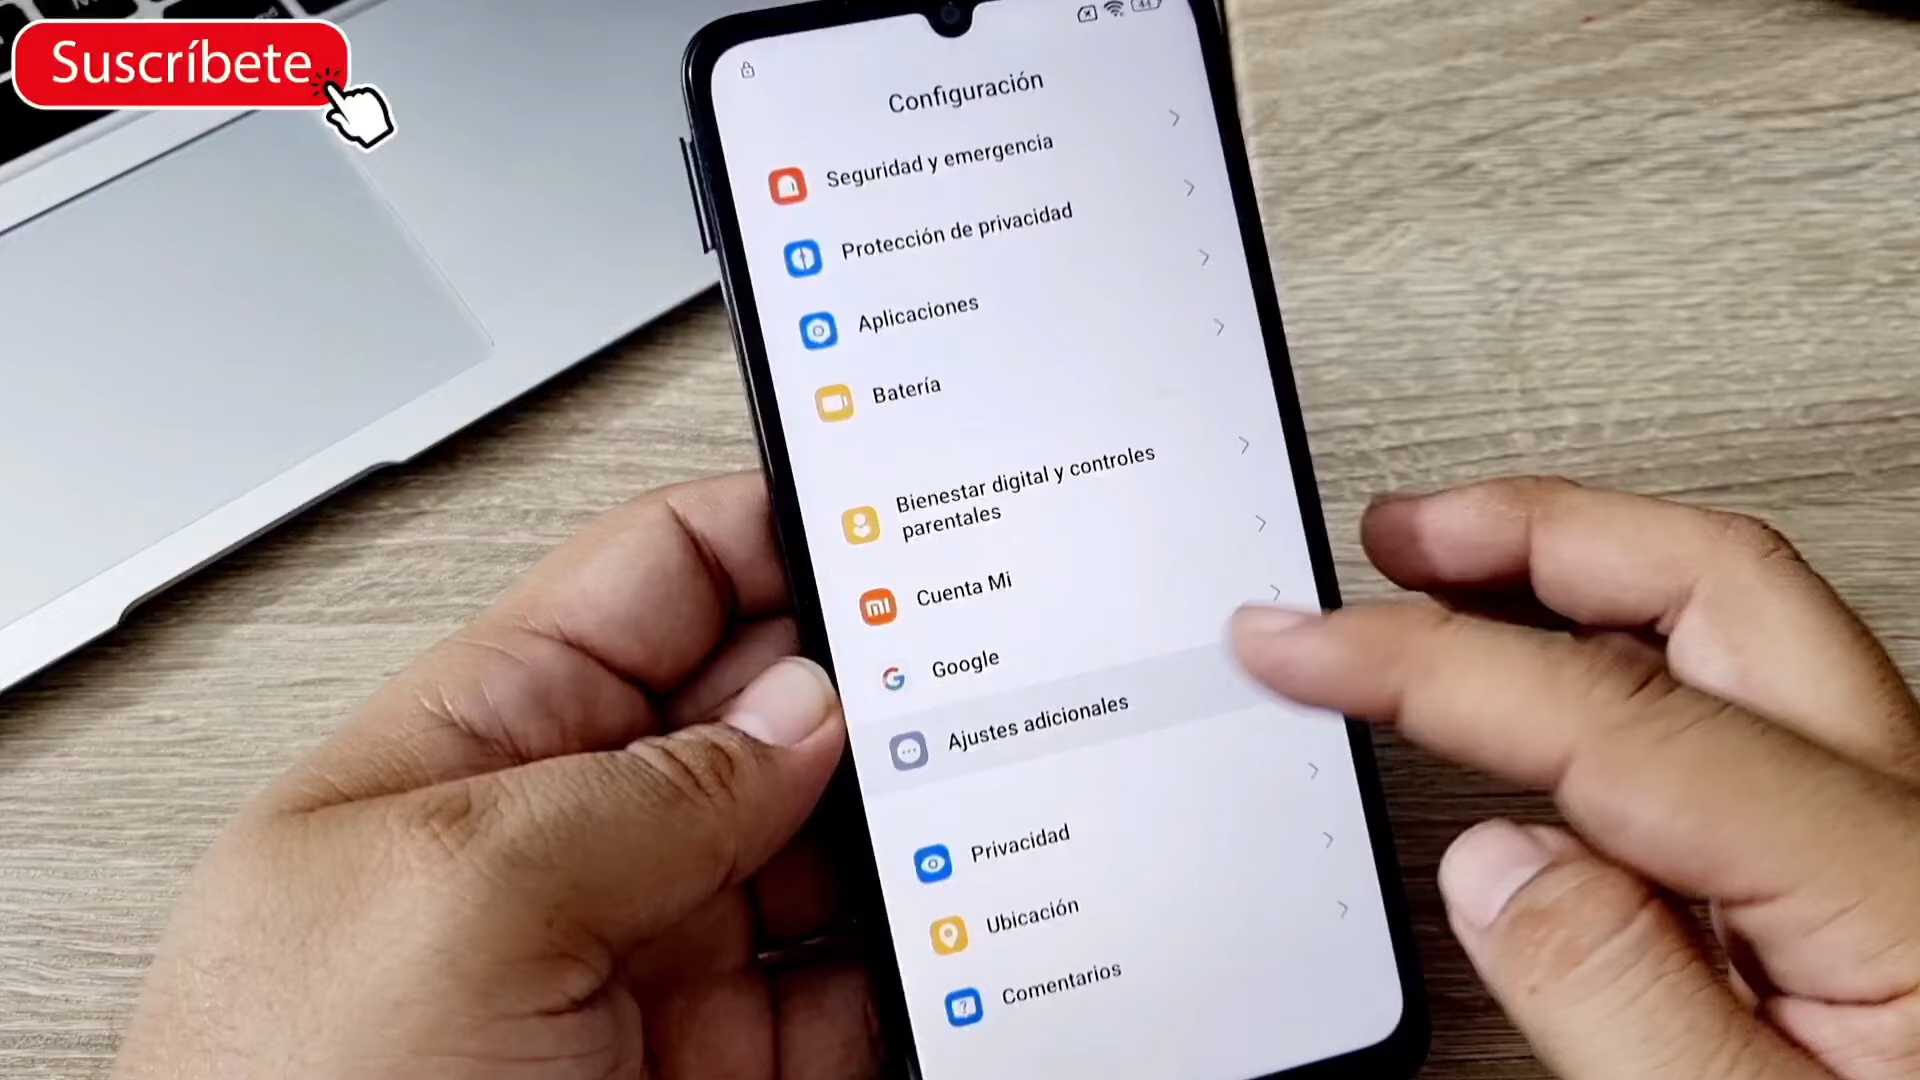 Suscríbete
44
Configuración
Seguridad y emergencia
Protección de privacidad
Aplicaciones
Batería
Bienestar digital y controles
parentales
Cuenta Mi
Google
Ajustes adicionales
Privacidad
Ubicación
Comentarios